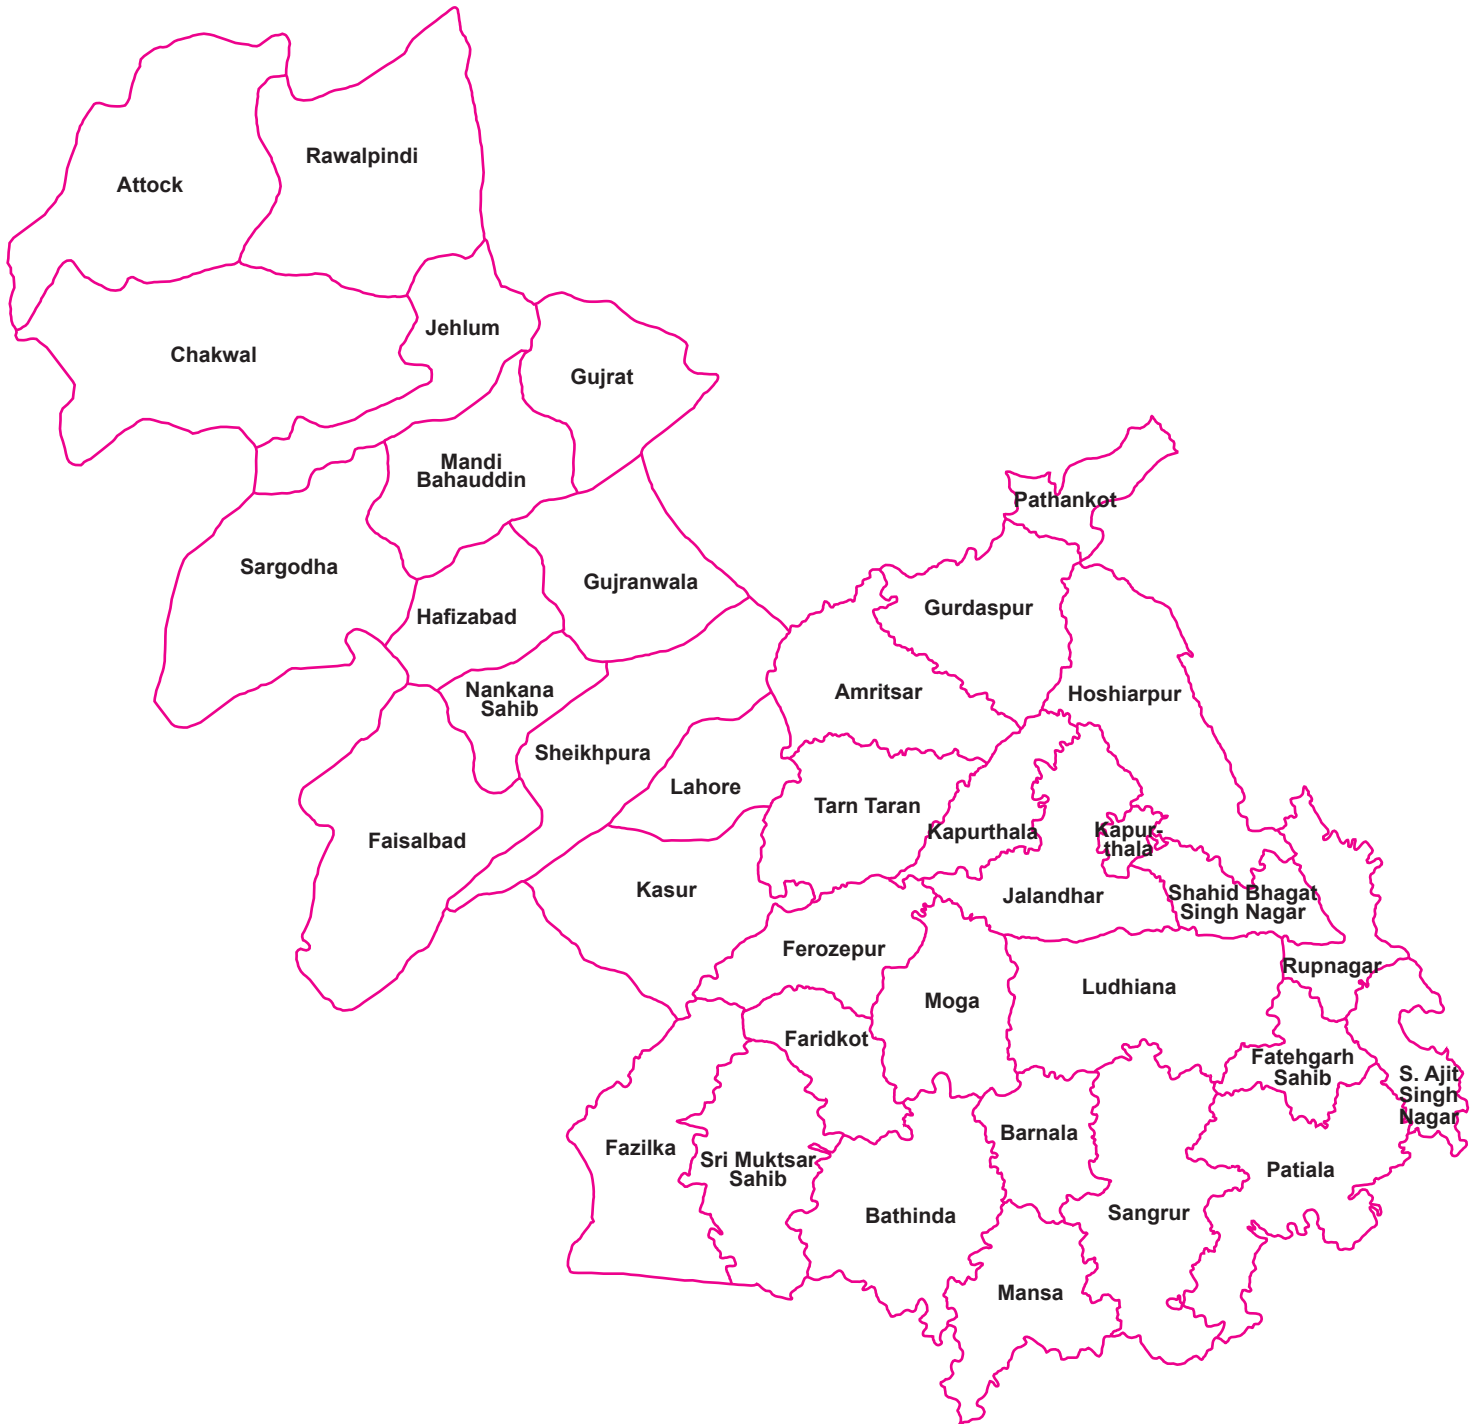 Rawalpindi
Attock
Jehlum
Chakwal
Gujrat
Mandi
Bahauddin
Pathankot
Sargodha
Gujranwala
Hafizabad
Gurdaspur
Nankana
Sahib
Amritsar
Hoshiarpur
Sheikhpura
Lahore
Tarn Taran
Faisalbad
Kapurthala
Kapur-
thala
Kasur
Jalandhar
Shahid Bhagat
Singh Nagar
Ferozepur
Rupnagar
Ludhiana
Moga
Faridkot
Fatehgarh
Sahib
S. Ajit
Singh
Nagar
Barnala
Fazilka
Sri Muktsar
Sahib
Patiala
Bathinda
Sangrur
Mansa